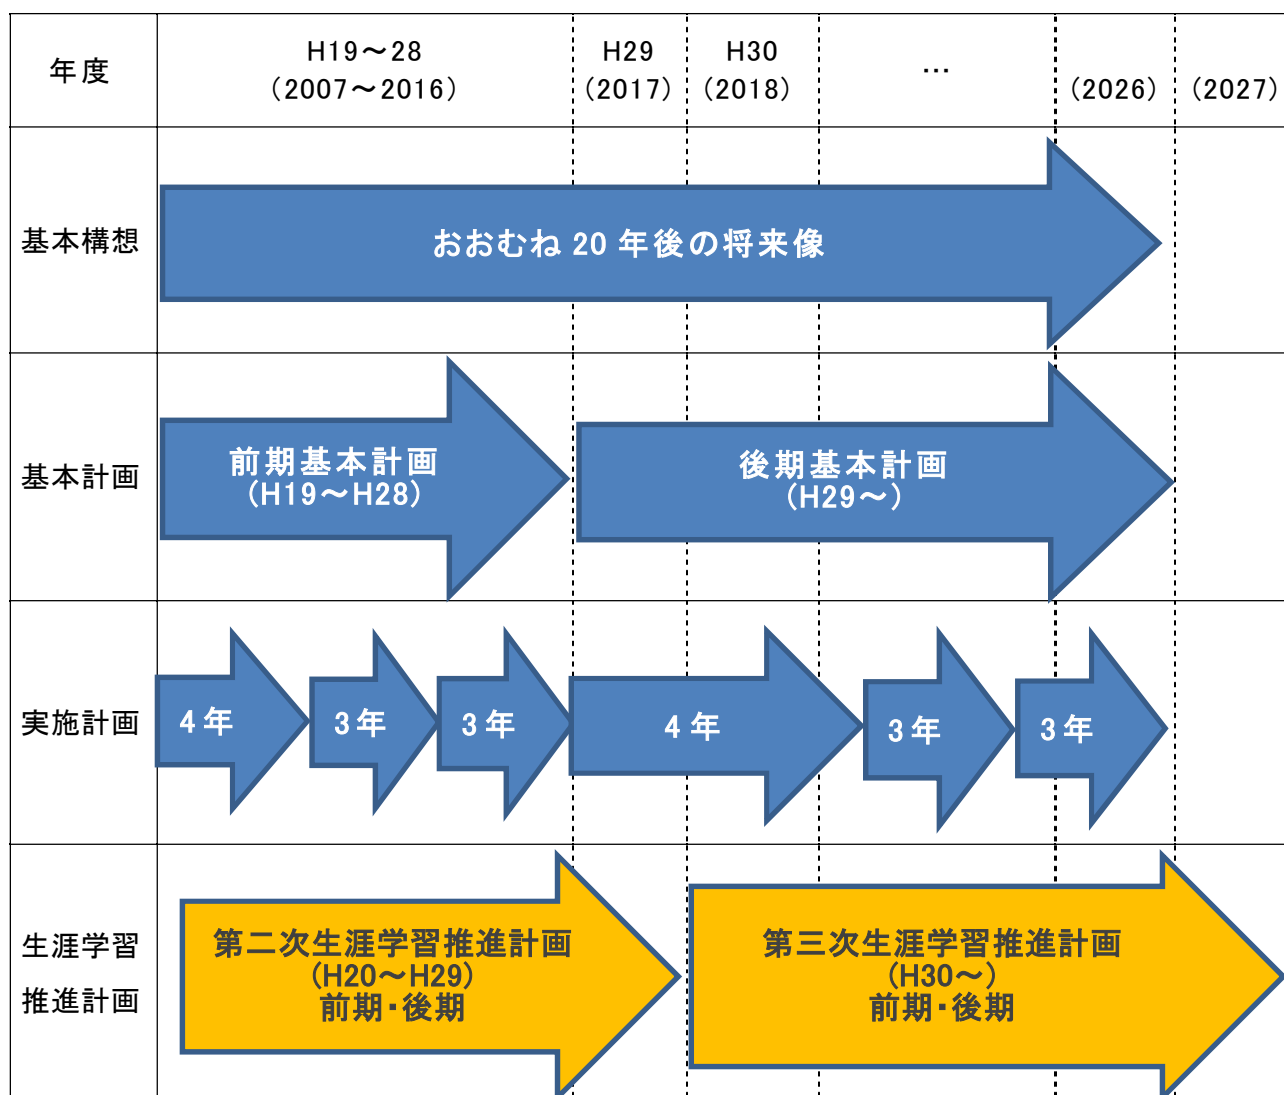 年度
H19～28
（2007～2016）
H29
（2017）
H30
（2018）
…
（2026）
（2027）
基本構想
おおむね 20 年後の将来像
基本計画
前期基本計画
（H19～H28）
後期基本計画
（H29～）
実施計画
4 年
3 年
3 年
4 年
3 年
3 年
生涯学習
推進計画
第二次生涯学習推進計画
（H20～H29）
前期・後期
第三次生涯学習推進計画
（H30～）
前期・後期